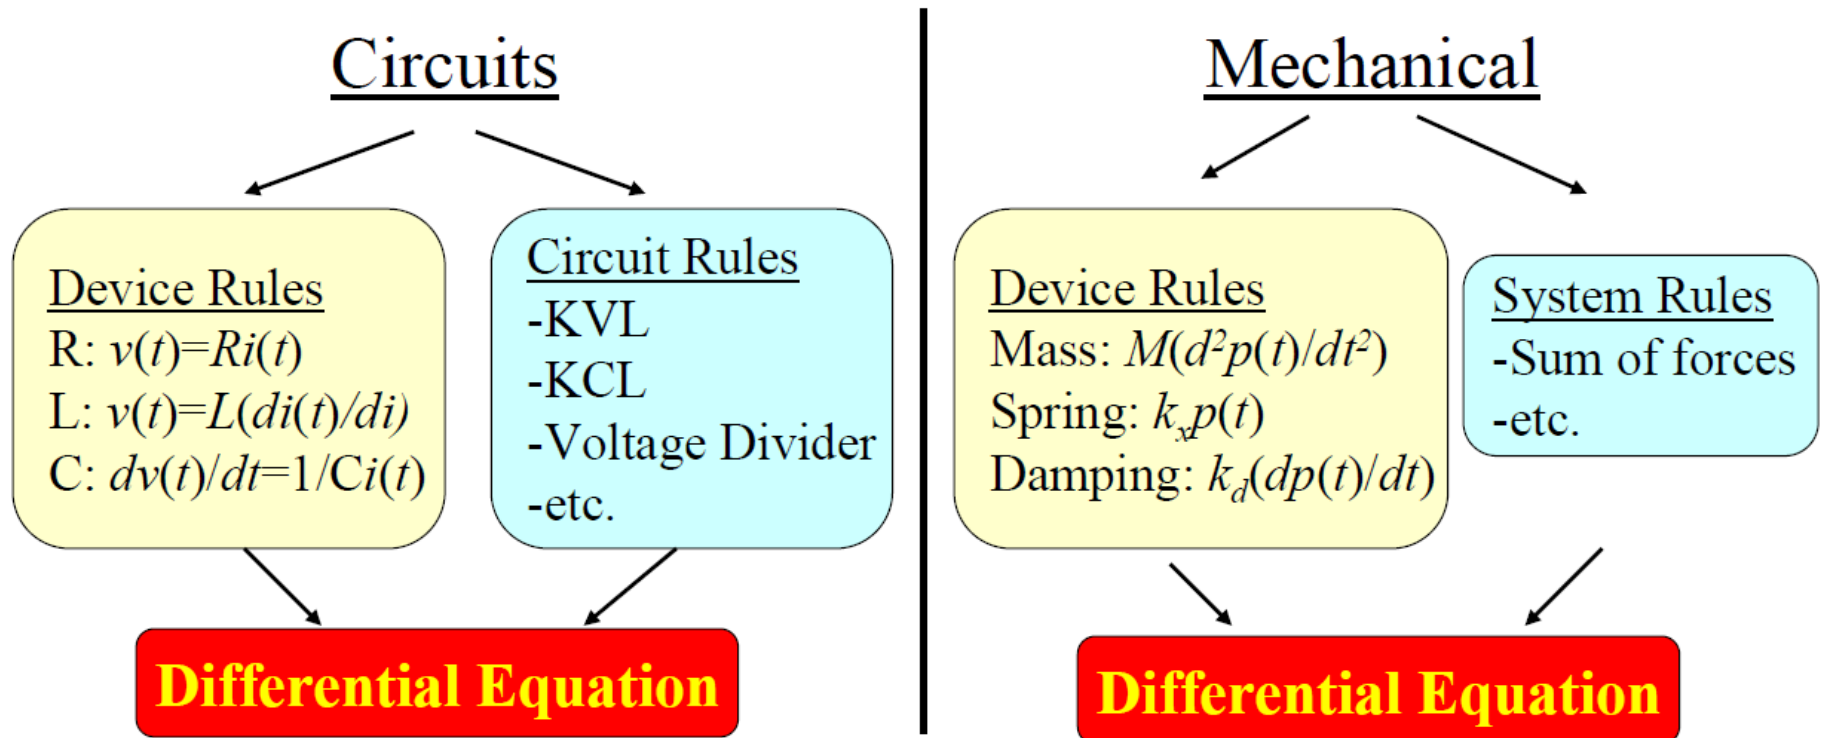 Circuits
Device Rules
R: v(t)=Ri(t)
L: v(t)=L(di(t)/di)
C: dv(t)/dt=1/Ci(t)
Circuit Rules
-KVL
-KCL
-Voltage Divider
-etc.
Differential Equation
Mechanical
Device Rules
Mass: M(d²p(t)/dt²)
Spring: kₓp(t)
Damping: k_d(dp(t)/dt)
System Rules
-Sum of forces
-etc.
Differential Equation